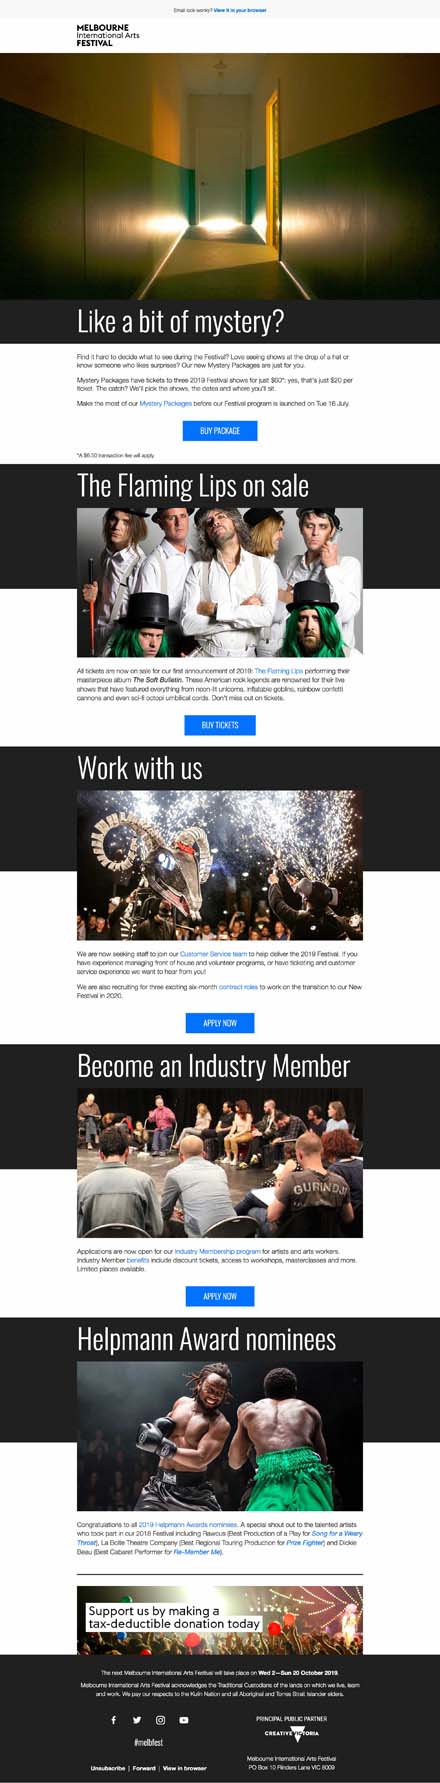 Email look wonky? View it in your browser
MELBOURNE
International Arts
FESTIVAL
Like a bit of mystery?
Find it hard to decide what to see during the Festival? Love seeing shows at the drop of a hat or
know someone who likes surprises? Our new Mystery Packages are just for you.
Mystery Packages have tickets to three 2019 Festival shows for just $60*: yes, that's just $20 per
ticket. The catch? We'll pick the shows, the dates and where you'll sit.
Make the most of our Mystery Packages before our Festival program is launched on Tue 16 July.
BUY PACKAGE
*A $6.50 transaction fee will apply
The Flaming Lips on sale
All tickets are now on sale for our first announcement of 2019: The Flaming Lips performing their
masterpiece album The Soft Bulletin. These American rock legends are renowned for their live
shows that have featured everything from neon-lit unicorns, inflatable goblins, rainbow confetti
cannons and even sci-fi octopi umbilical cords. Don't miss out on tickets.
BUY TICKETS
Work with us
We are now seeking staff to join our Customer Service team to help deliver the 2019 Festival. If you
have experience managing front of house and volunteer programs, or have ticketing and customer
service experience we want to hear from you!
We are also recruiting for three exciting six-month contract roles to work on the transition to our New
Festival in 2020.
APPLY NOW
Become an Industry Member
GURINDJI
Applications are now open for our Industry Membership program for artists and arts workers.
Industry Member benefits include discount tickets, access to workshops, masterclasses and more.
Limited places available.
APPLY NOW
Helpmann Award nominees
Congratulations to all 2019 Helpmann Awards nominees. A special shout out to the talented artists
who took part in our 2018 Festival including Rawcus (Best Production of a Play for Song for a Weary
Throat), La Boite Theatre Company (Best Regional Touring Production for Prize Fighter) and Dickie
Beau (Best Cabaret Performer for Re-Member Me).
Support us by making a
tax-deductible donation today
The next Melbourne International Arts Festival will take place on Wed 2—Sun 20 October 2019.
Melbourne International Arts Festival acknowledges the Traditional Custodians of the lands on which we live, learn
and work. We pay our respects to the Kulin Nation and all Aboriginal and Torres Strait Islander elders.
PRINCIPAL PUBLIC PARTNER
CREATIVE VICTORIA
#melbfest
Melbourne International Arts Festival
PO Box 10 Flinders Lane VIC 8009
Unsubscribe | Forward | View in browser